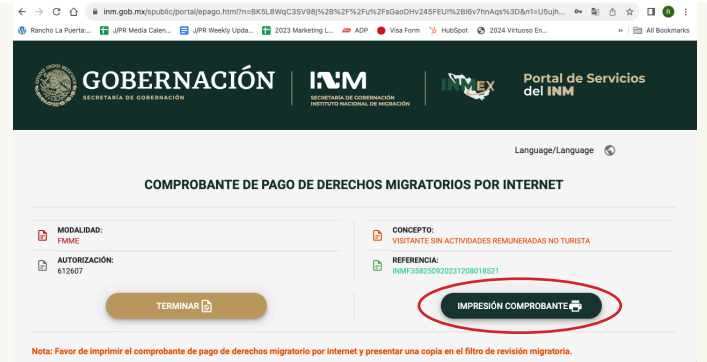 inm.gob.mx/spublic/portal/epago.html?n=BK5L8WqC3SV98j%2B%2F%2Fu%2FsGaoDHv245FEUI%2BI6v7hnAqs%3D&n1=U5ujh...
Rancho La Puerta:... J/PR Media Calen... J/PR Weekly Upda... 2023 Marketing L... ADP Visa Form HubSpot 2024 Virtuoso En... » All Bookmarks
GOBERNACIÓN
SECRETARÍA DE GOBERNACIÓN
INM
SECRETARÍA DE GOBERNACIÓN
INSTITUTO NACIONAL DE MIGRACIÓN
INMEX
Portal de Servicios
del INM
Language/Language
COMPROBANTE DE PAGO DE DERECHOS MIGRATORIOS POR INTERNET
MODALIDAD:
FMME
CONCEPTO:
VISITANTE SIN ACTIVIDADES REMUNERADAS NO TURISTA
AUTORIZACIÓN:
612607
REFERENCIA:
INMF358250920231208018521
TERMINAR
IMPRESIÓN COMPROBANTE
Nota: Favor de imprimir el comprobante de pago de derechos migratorio por internet y presentar una copia en el filtro de revisión migratoria.